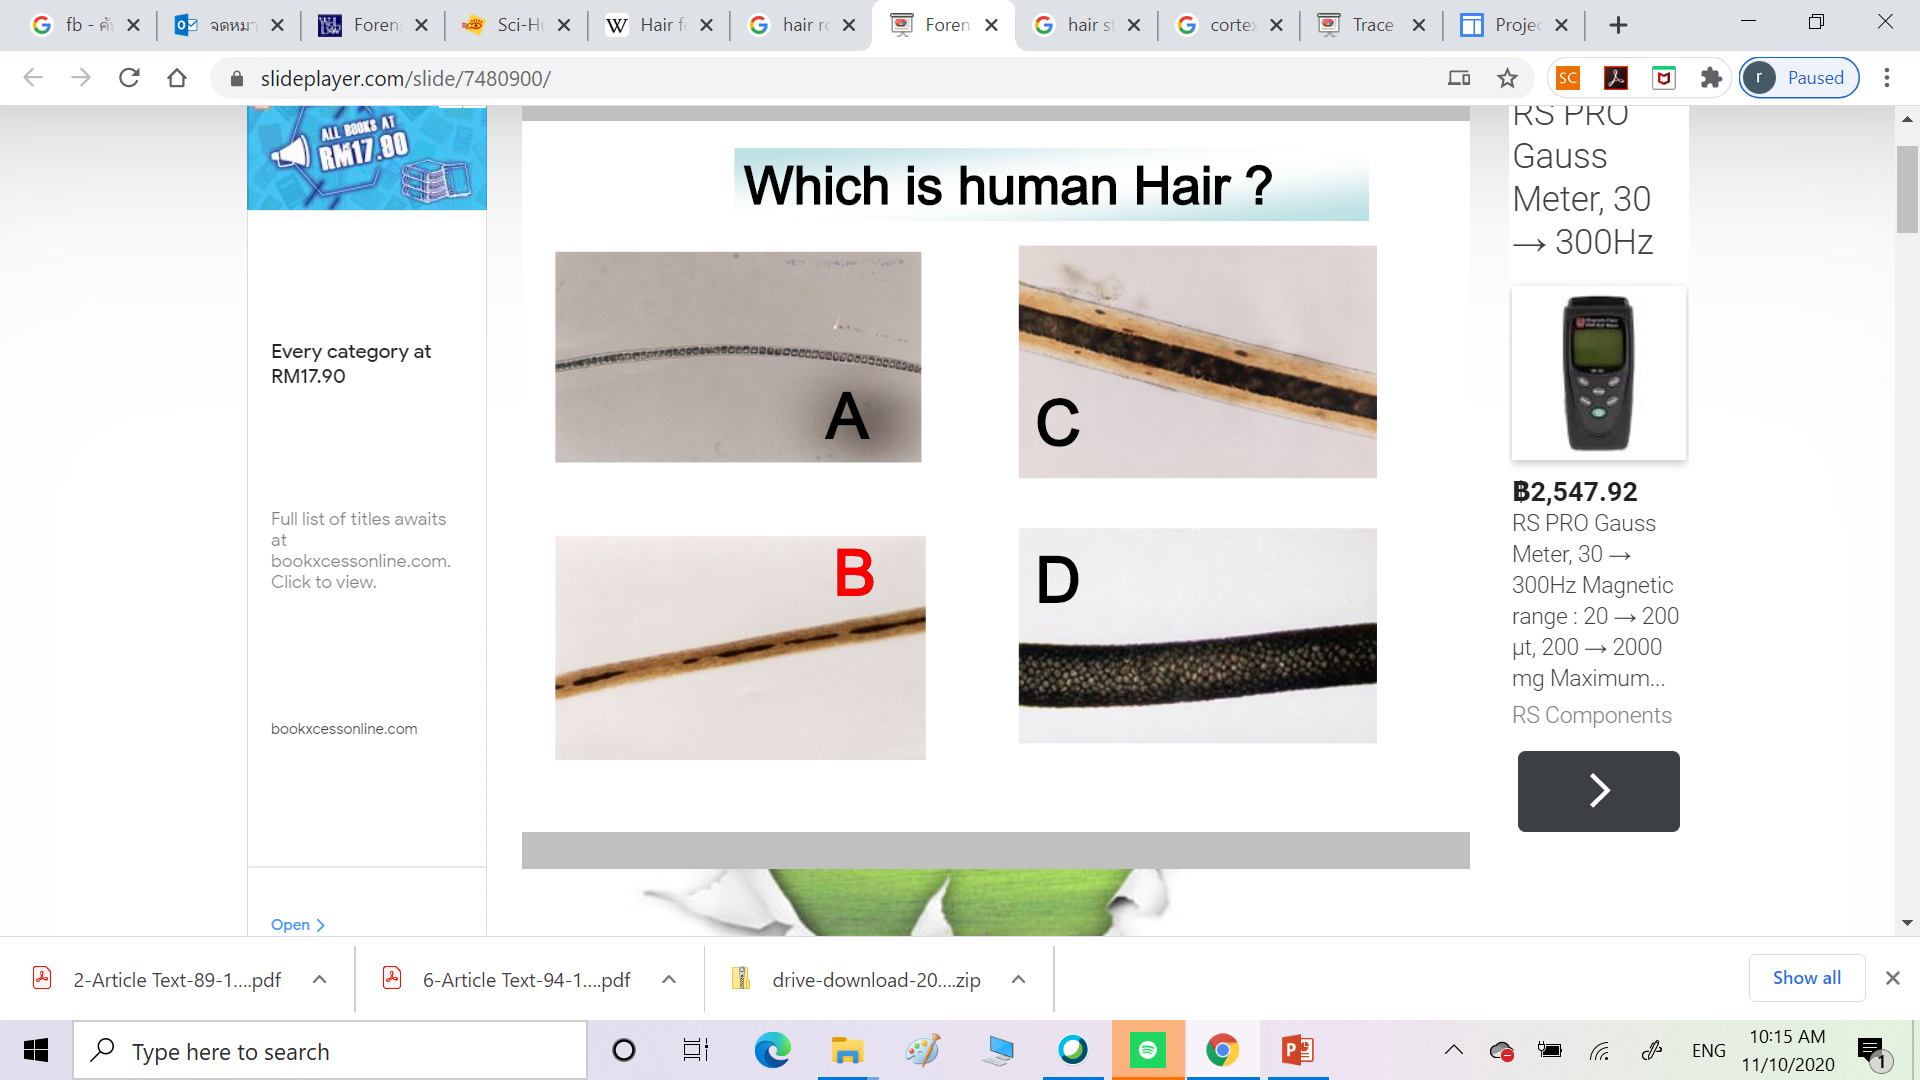 fb - ค้
จดหมา
Foren
Sci-Hu
Hair fo
hair ro
Foren
hair st
cortex
Trace
Projec
slideplayer.com/slide/7480900/
SC
r
Paused
ALL BOOKS AT
RM17.90
Every category at
RM17.90
Full list of titles awaits
at
bookxcessonline.com.
Click to view.
bookxcessonline.com
Open
Which is human Hair ?
A
C
B
D
RS PRO
Gauss
Meter, 30
→ 300Hz
฿2,547.92
RS PRO Gauss
Meter, 30 →
300Hz Magnetic
range : 20 → 200
µt, 200 → 2000
mg Maximum...
RS Components
2-Article Text-89-1....pdf
6-Article Text-94-1....pdf
drive-download-20....zip
Show all
Type here to search
ENG
10:15 AM
11/10/2020
1